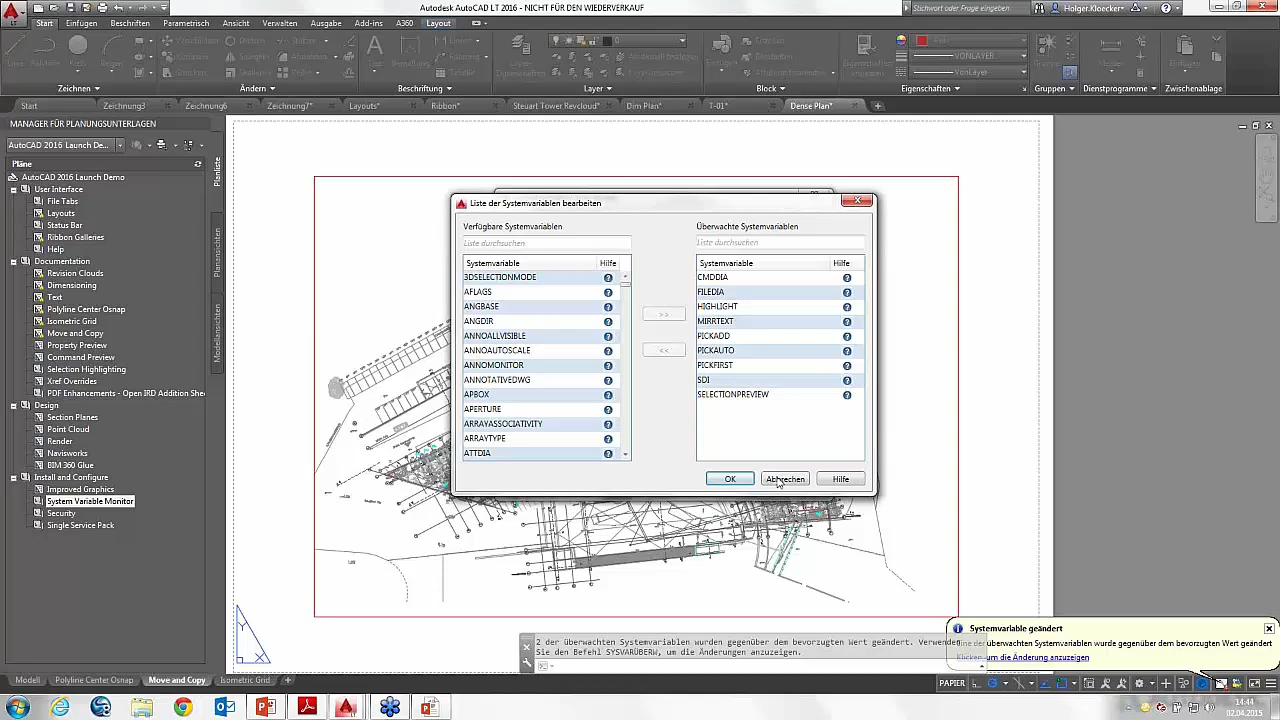 Autodesk AutoCAD LT 2016 - NICHT FÜR DEN WIEDERVERKAUF
Stichwort oder Frage eingeben
Holger.Kloecker...
Start Einfügen Beschriften Parametrisch Ansicht Verwalten Ausgabe Add-ins A360 Layout
Zeichnen
Ändern
Beschriftung
Layer
Block
Eigenschaften
Gruppen
Dienstprogramme
Zwischenablage
VONLAYER
VonLayer
Start Zeichnung3 Zeichnung6 Zeichnung7* Layouts* Ribbon* Steuart Tower Revcloud* Dim Plan* T-01* Dense Plan*
MANAGER FÜR PLANUNGSUNTERLAGEN
AutoCAD 2016 Launch De...
Pläne
AutoCAD 2016 Launch Demo
User Interface
File Tabs
Layouts
Status Bar
Ribbon Galleries
Help
Documentation
Revision Clouds
Dimensioning
Text
Polyline Center Osnap
Isometric Grid
Move and Copy
Property Preview
Command Preview
Selection Highlighting
Xref Overrides
PDF Enhancements - Open IRD Addition She
Design
Section Planes
Point Cloud
Render
Navisworks
BIM 360 Glue
Install and Configure
Improved Graphics
System Variable Monitor
Security
Single Service Pack
Planliste
Planansichten
Modellansichten
Liste der Systemvariablen bearbeiten
Verfügbare Systemvariablen
Liste durchsuchen
Systemvariable Hilfe
3DSELECTIONMODE
AFLAGS
ANGBASE
ANGDIR
ANNOALLVISIBLE
ANNOAUTOSCALE
ANNOMONITOR
ANNOTATIVEDWG
APBOX
APERTURE
ARRAYASSOCIATIVITY
ARRAYTYPE
ATTDIA
>>
<<
Überwachte Systemvariablen
Liste durchsuchen
Systemvariable Hilfe
CMDDIA
FILEDIA
HIGHLIGHT
MIRRTEXT
PICKADD
PICKAUTO
PICKFIRST
SDI
SELECTIONPREVIEW
OK Abbrechen Hilfe
2 der überwachten Systemvariablen wurden gegenüber dem bevorzugten Wert geändert. Verwenden
Sie den Befehl SYSVARÜBERW, um die Änderungen anzuzeigen.
Systemvariable geändert
Eine der überwachten Systemvariablen wurde gegenüber dem bevorzugten Wert geändert
Klicken, um die Änderung anzuzeigen
Modell Polyline Center Osnap Move and Copy Isometric Grid
PAPIER
14:44
02.04.2015